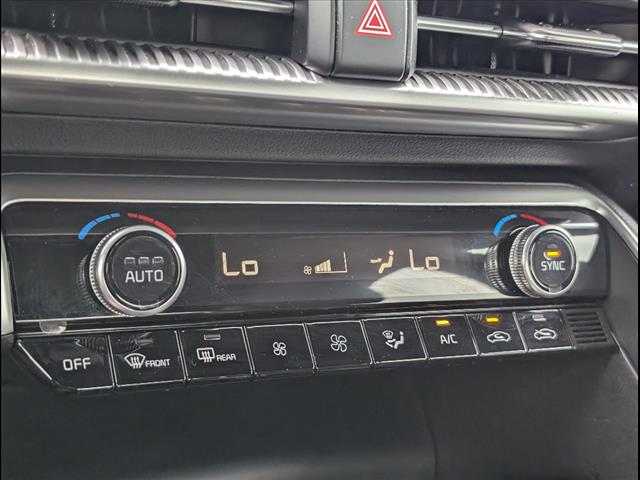 AUTO
Lo
Lo
SYNC
OFF
FRONT
REAR
A/C